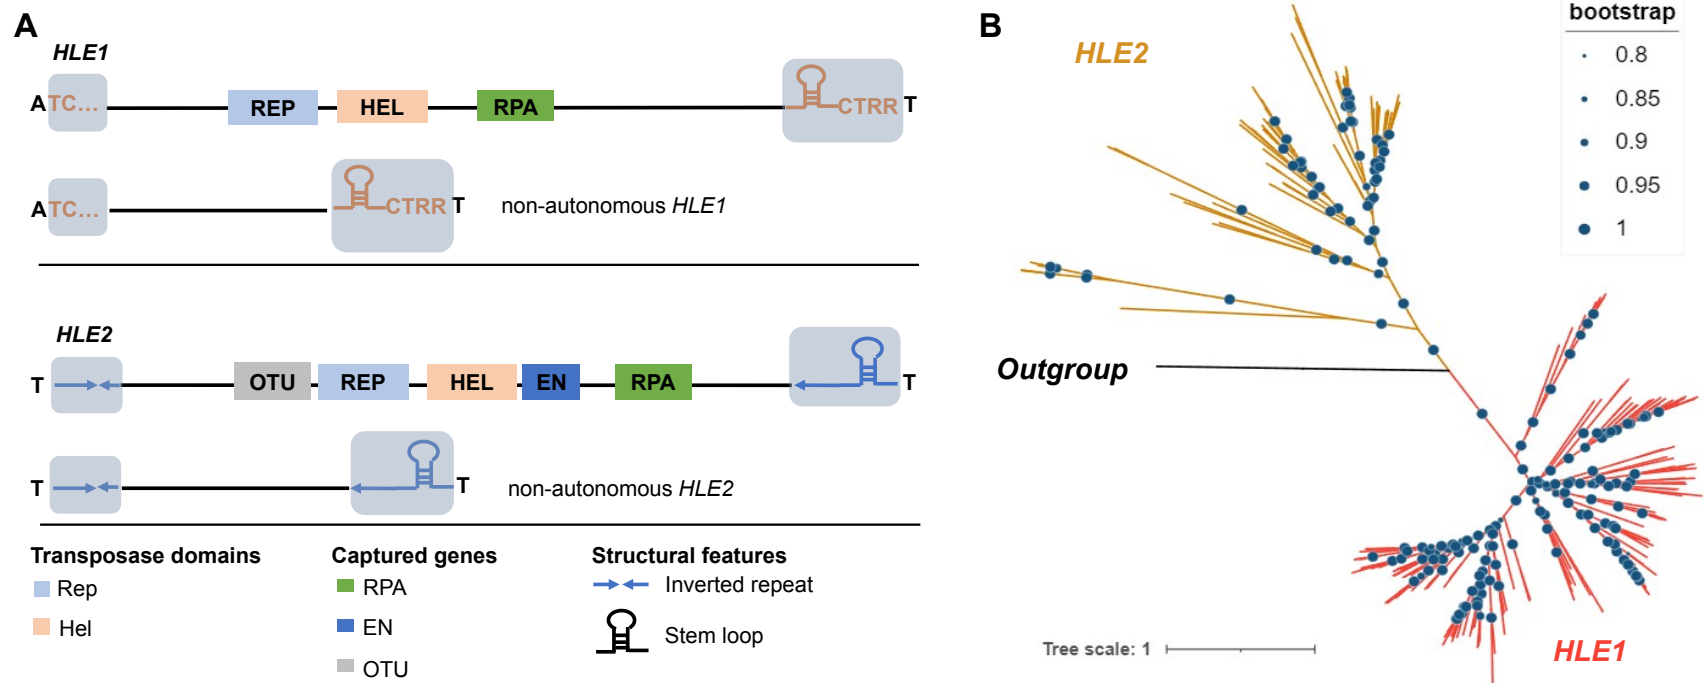 A
HLE1
ATC...
REP
HEL
RPA
CTRR T
ATC...
CTRR T
non-autonomous HLE1
HLE2
T
OTU
REP
HEL
EN
RPA
T
T
T
non-autonomous HLE2
Transposase domains
Rep
Hel
Captured genes
RPA
EN
OTU
Structural features
Inverted repeat
Stem loop
B
HLE2
bootstrap
0.8
0.85
0.9
0.95
1
Outgroup
Tree scale: 1
HLE1